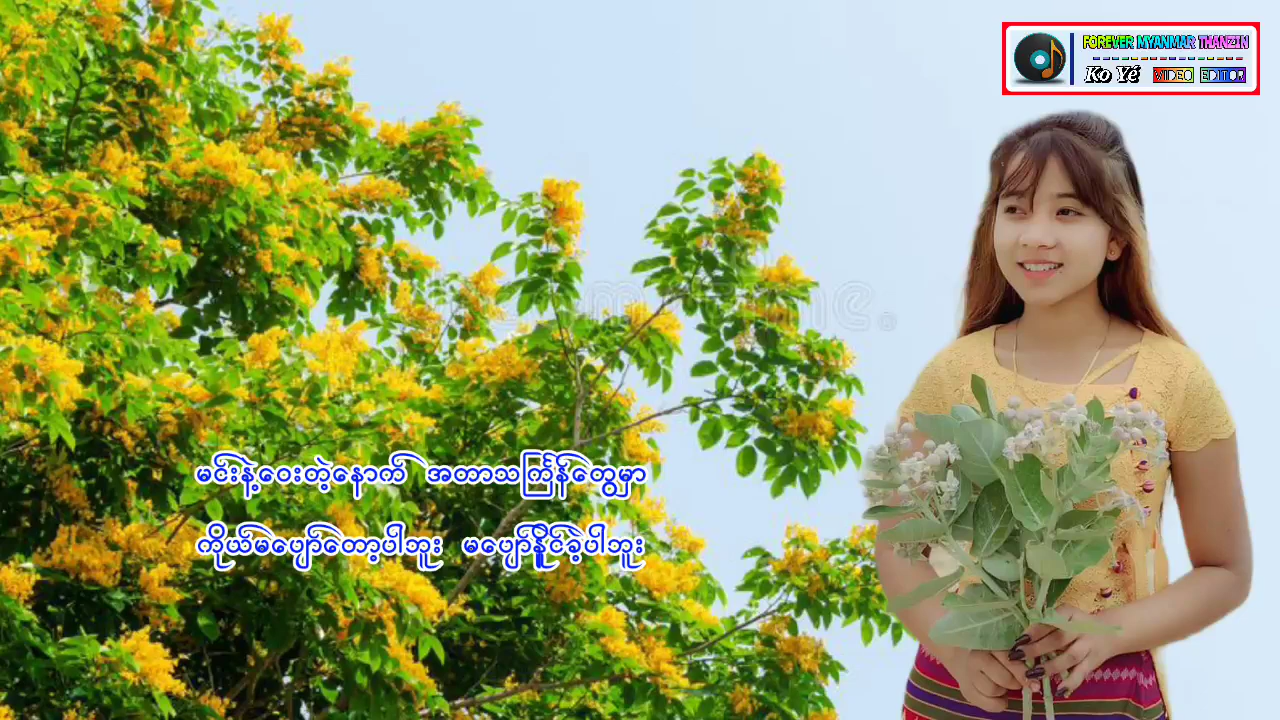 FOREVER MYANMAR THANZIN
Ko Yé VIDEO EDITOR
မင်းနဲ့ဝေးတဲ့နောက် အတာသင်္ကြန်တွေမှာ
ကိုယ်မပျော်တော့ပါဘူး မပျော်နိူင်ခဲ့ပါဘူး